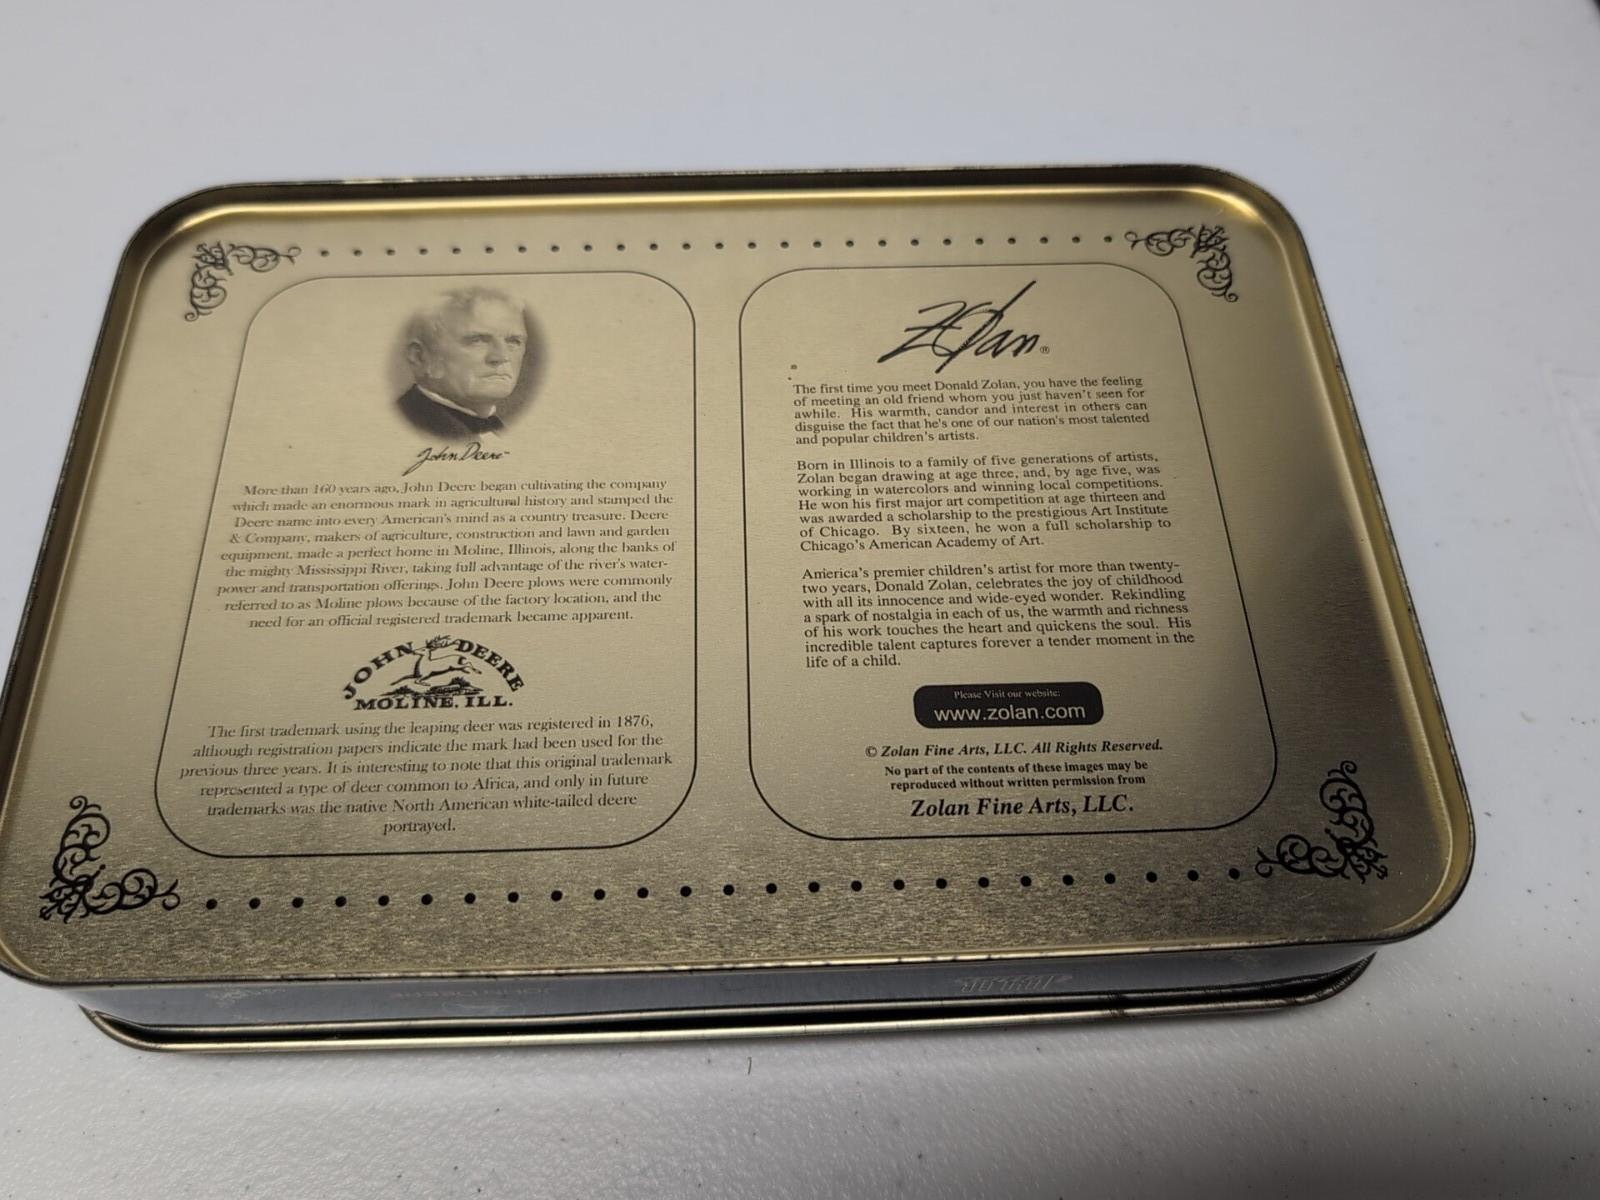 John Deere
More than 160 years ago, John Deere began cultivating the company
which made an enormous mark in agricultural history and stamped the
Deere name into every American's mind as a country treasure. Deere
& Company, makers of agriculture, construction and lawn and garden
equipment, made a perfect home in Moline, Illinois, along the banks of
the mighty Mississippi River, taking full advantage of the river's water-
power and transportation offerings. John Deere plows were commonly
referred to as Moline plows because of the factory location, and the
need for an official registered trademark became apparent.
JOHN DEERE
MOLINE, ILL.
The first trademark using the leaping deer was registered in 1876,
although registration papers indicate the mark had been used for the
previous three years. It is interesting to note that this original trademark
represented a type of deer common to Africa, and only in future
trademarks was the native North American white-tailed deere
portrayed.
Zolan®
The first time you meet Donald Zolan, you have the feeling
of meeting an old friend whom you just haven't seen for
awhile. His warmth, candor and interest in others can
disguise the fact that he's one of our nation's most talented
and popular children's artists.
Born in Illinois to a family of five generations of artists,
Zolan began drawing at age three, and, by age five, was
working in watercolors and winning local competitions.
He won his first major art competition at age thirteen and
was awarded a scholarship to the prestigious Art Institute
of Chicago. By sixteen, he won a full scholarship to
Chicago's American Academy of Art.
America's premier children's artist for more than twenty-
two years, Donald Zolan, celebrates the joy of childhood
with all its innocence and wide-eyed wonder. Rekindling
a spark of nostalgia in each of us, the warmth and richness
of his work touches the heart and quickens the soul. His
incredible talent captures forever a tender moment in the
life of a child.
Please Visit our website:
www.zolan.com
© Zolan Fine Arts, LLC. All Rights Reserved.
No part of the contents of these images may be
reproduced without written permission from
Zolan Fine Arts, LLC.
JOHN DEERE